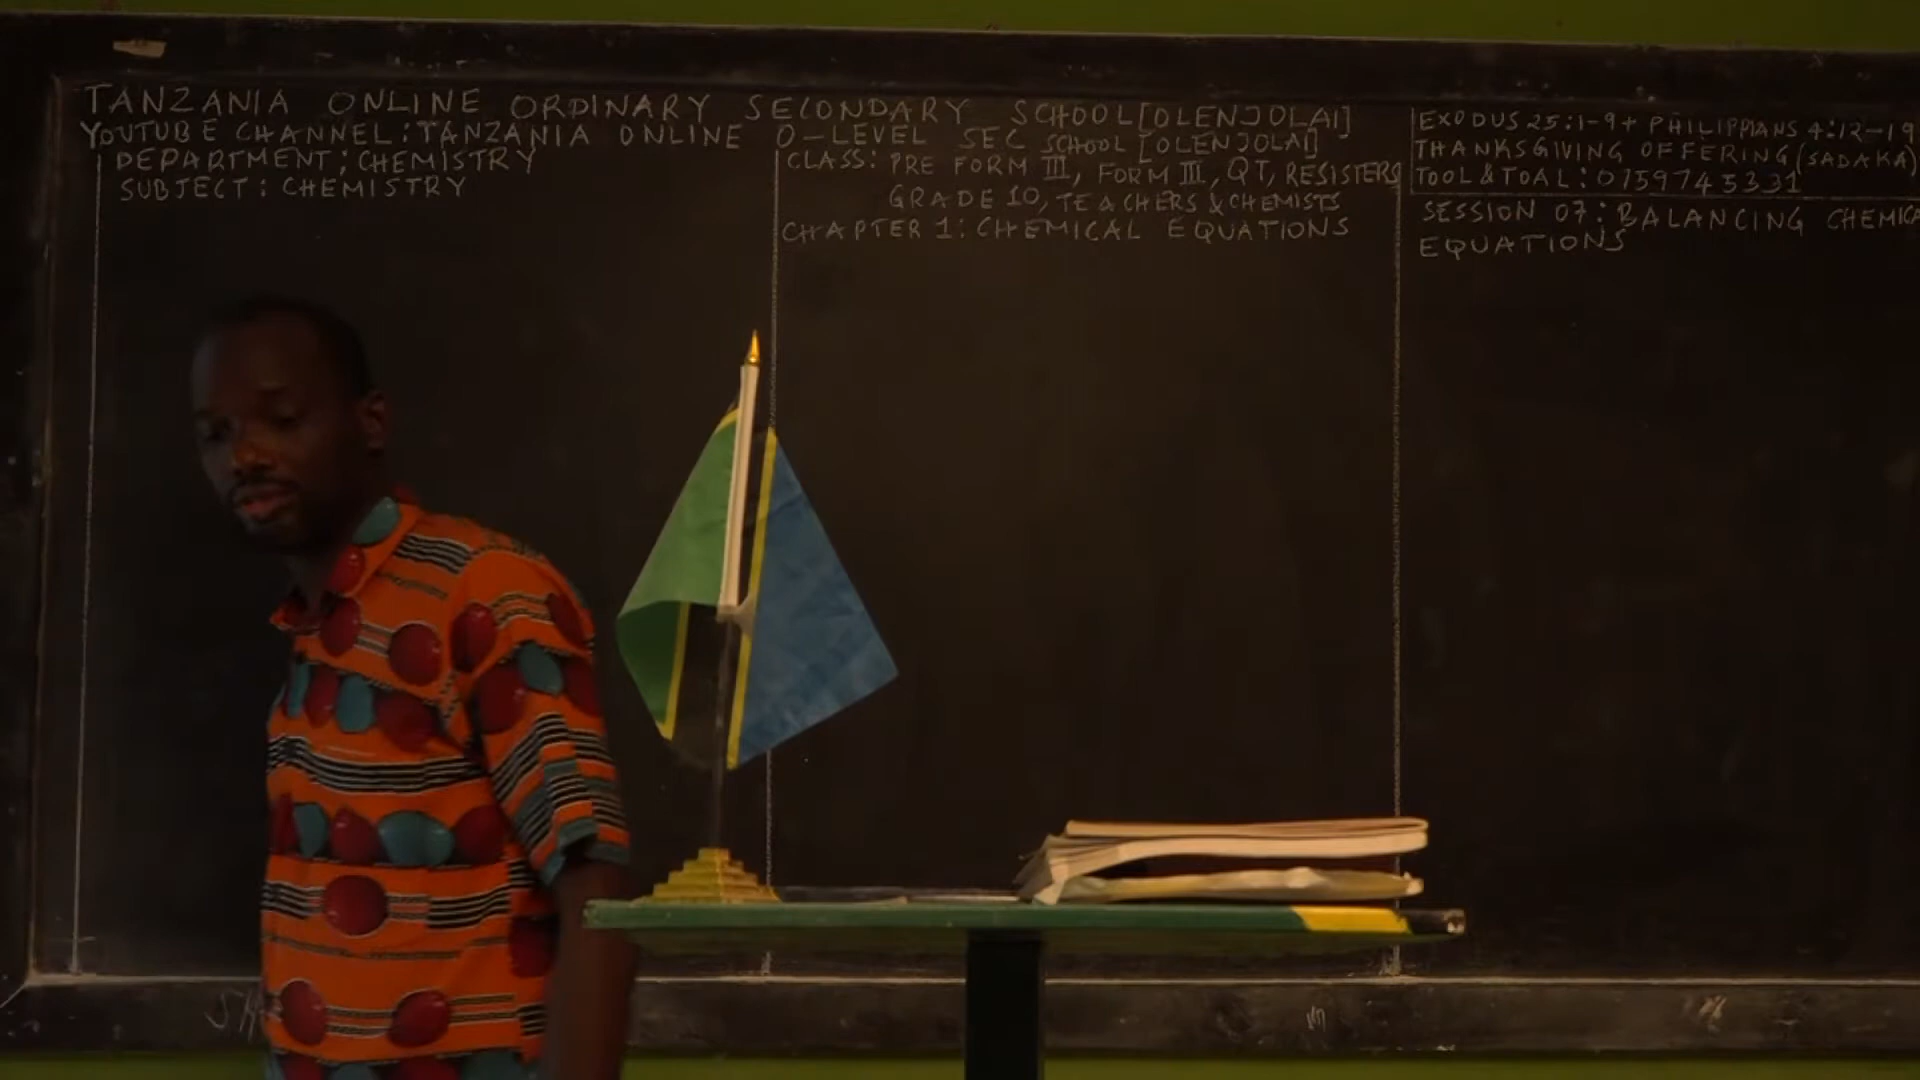 TANZANIA ONLINE ORDINARY SECONDARY SCHOOL[OLENJOLAI]
YOUTUBE CHANNEL: TANZANIA ONLINE O-LEVEL SEC SCHOOL [OLENJOLAI]
DEPARTMENT; CHEMISTRY
SUBJECT: CHEMISTRY
CLASS: PRE FORM III, FORM III, QT, RESISTERS
GRADE 10, TEACHERS & CHEMISTS
CHAPTER 1: CHEMICAL EQUATIONS
EXODUS 25:1-9 + PHILIPPIANS 4:12-19
THANKSGIVING OFFERING (SADAKA)
TOOL & TOAL: 0759743331
SESSION 07: BALANCING CHEMICA
EQUATIONS